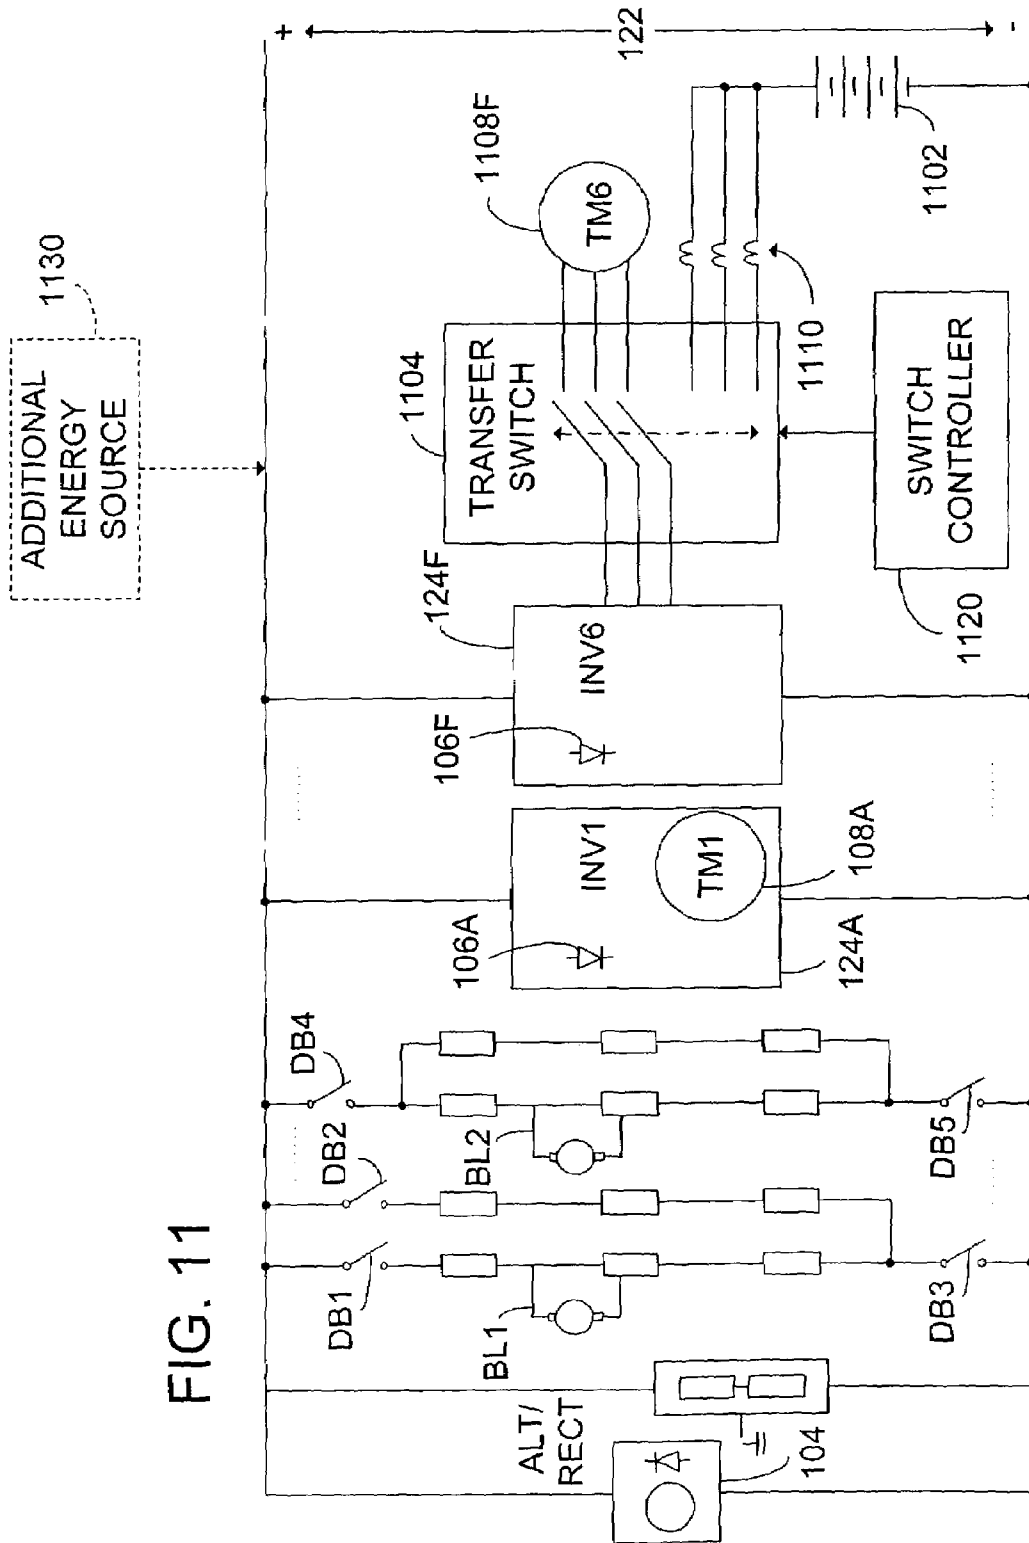 FIG. 11
ADDITIONAL
ENERGY
SOURCE
1130
+
122
-
ALT/
RECT
104
DB1
DB2
DB4
BL1
BL2
DB3
DB5
106A
INV1
TM1
108A
124A
106F
INV6
124F
TRANSFER
SWITCH
1104
TM6
1108F
1110
1102
SWITCH
CONTROLLER
1120